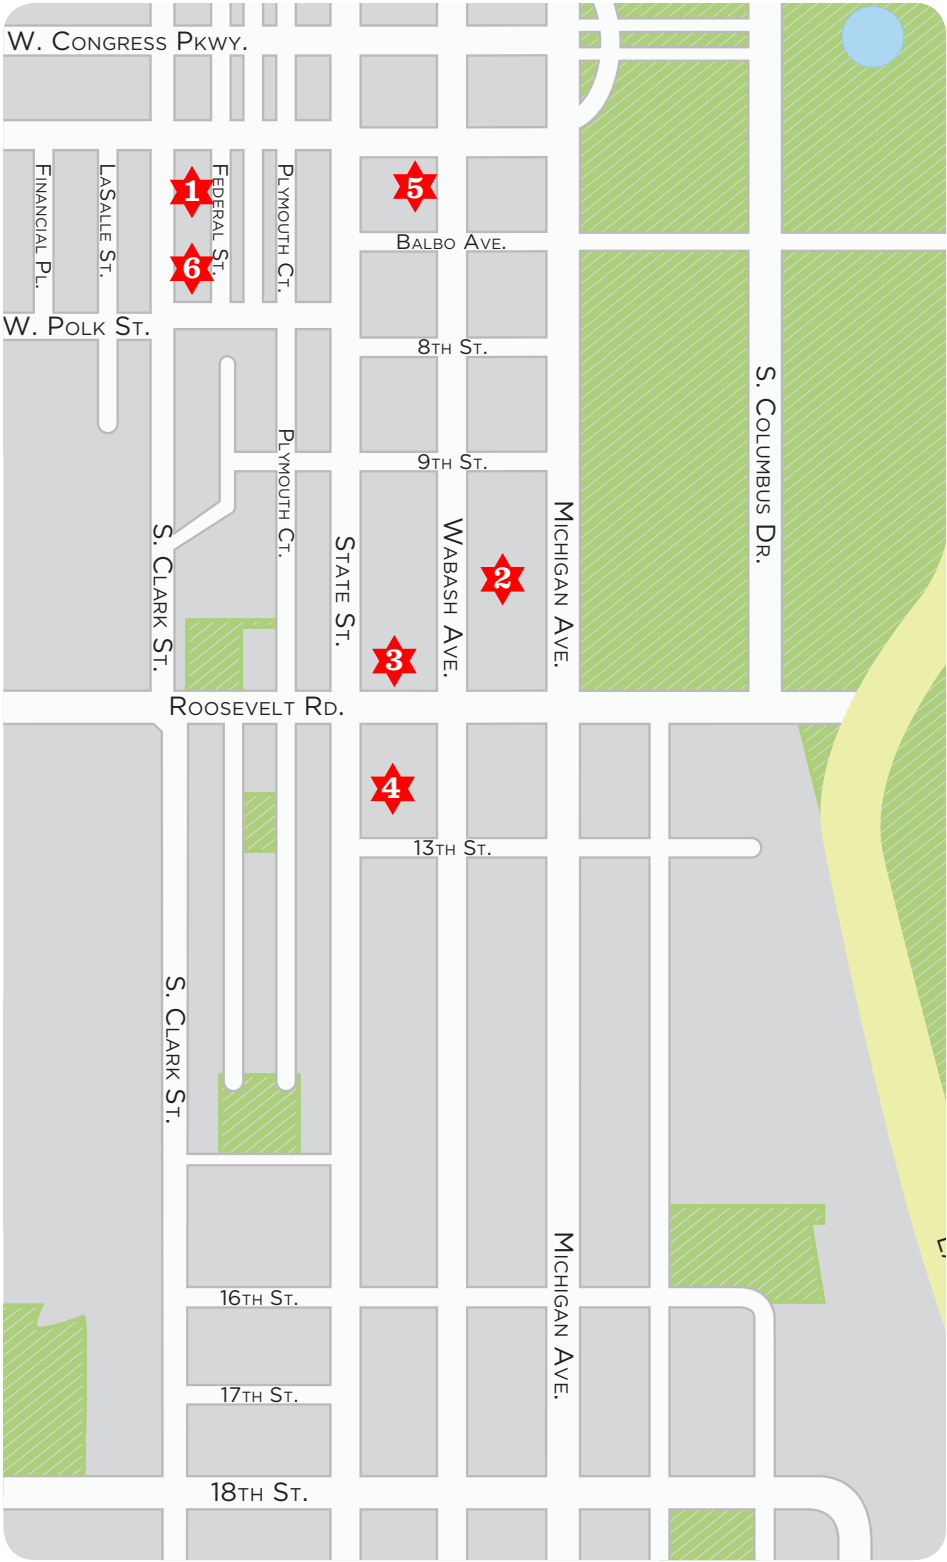 W. Congress Pkwy.
Financial Pl.
LaSalle St.
1
Federal St.
Plymouth Ct.
5
6
Balbo Ave.
W. Polk St.
8th St.
S. Columbus Dr.
Plymouth Ct.
9th St.
S. Clark St.
State St.
Wabash Ave.
2
Michigan Ave.
3
Roosevelt Rd.
4
13th St.
S. Clark St.
Michigan Ave.
16th St.
17th St.
18th St.